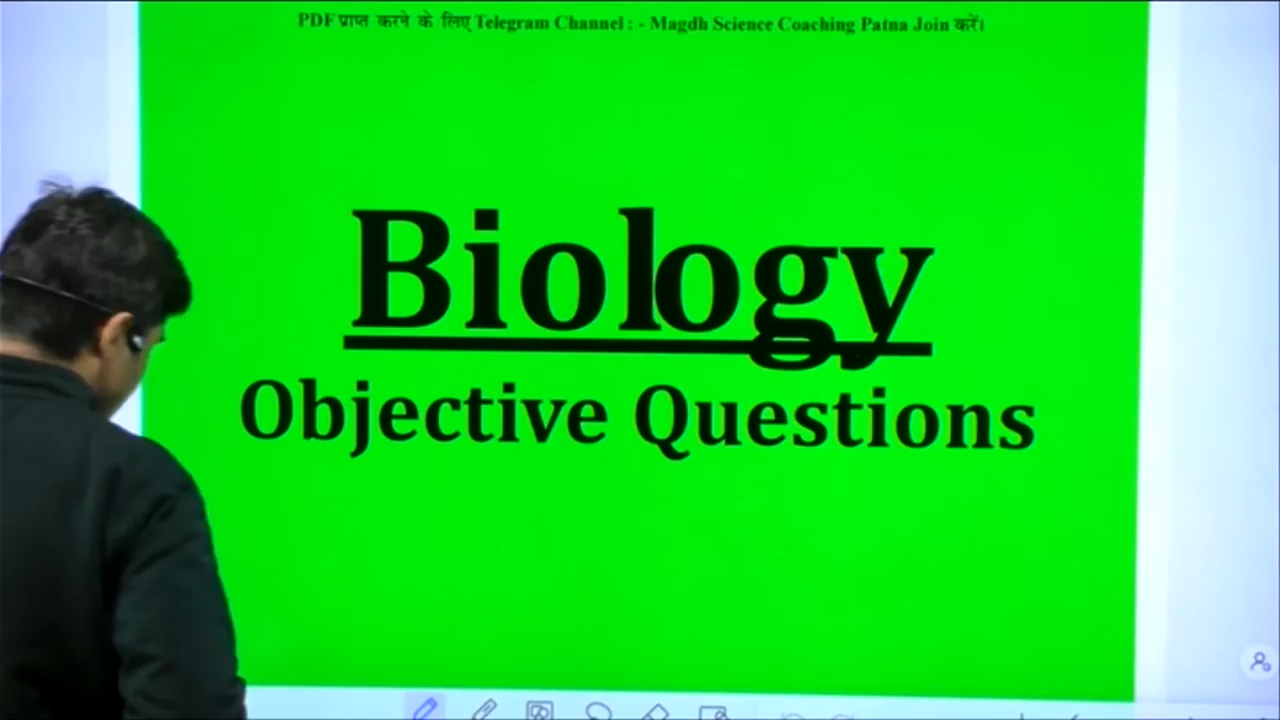 PDF प्राप्त करने के लिए Telegram Channel : - Magdh Science Coaching Patna Join करें।
Biology
Objective Questions